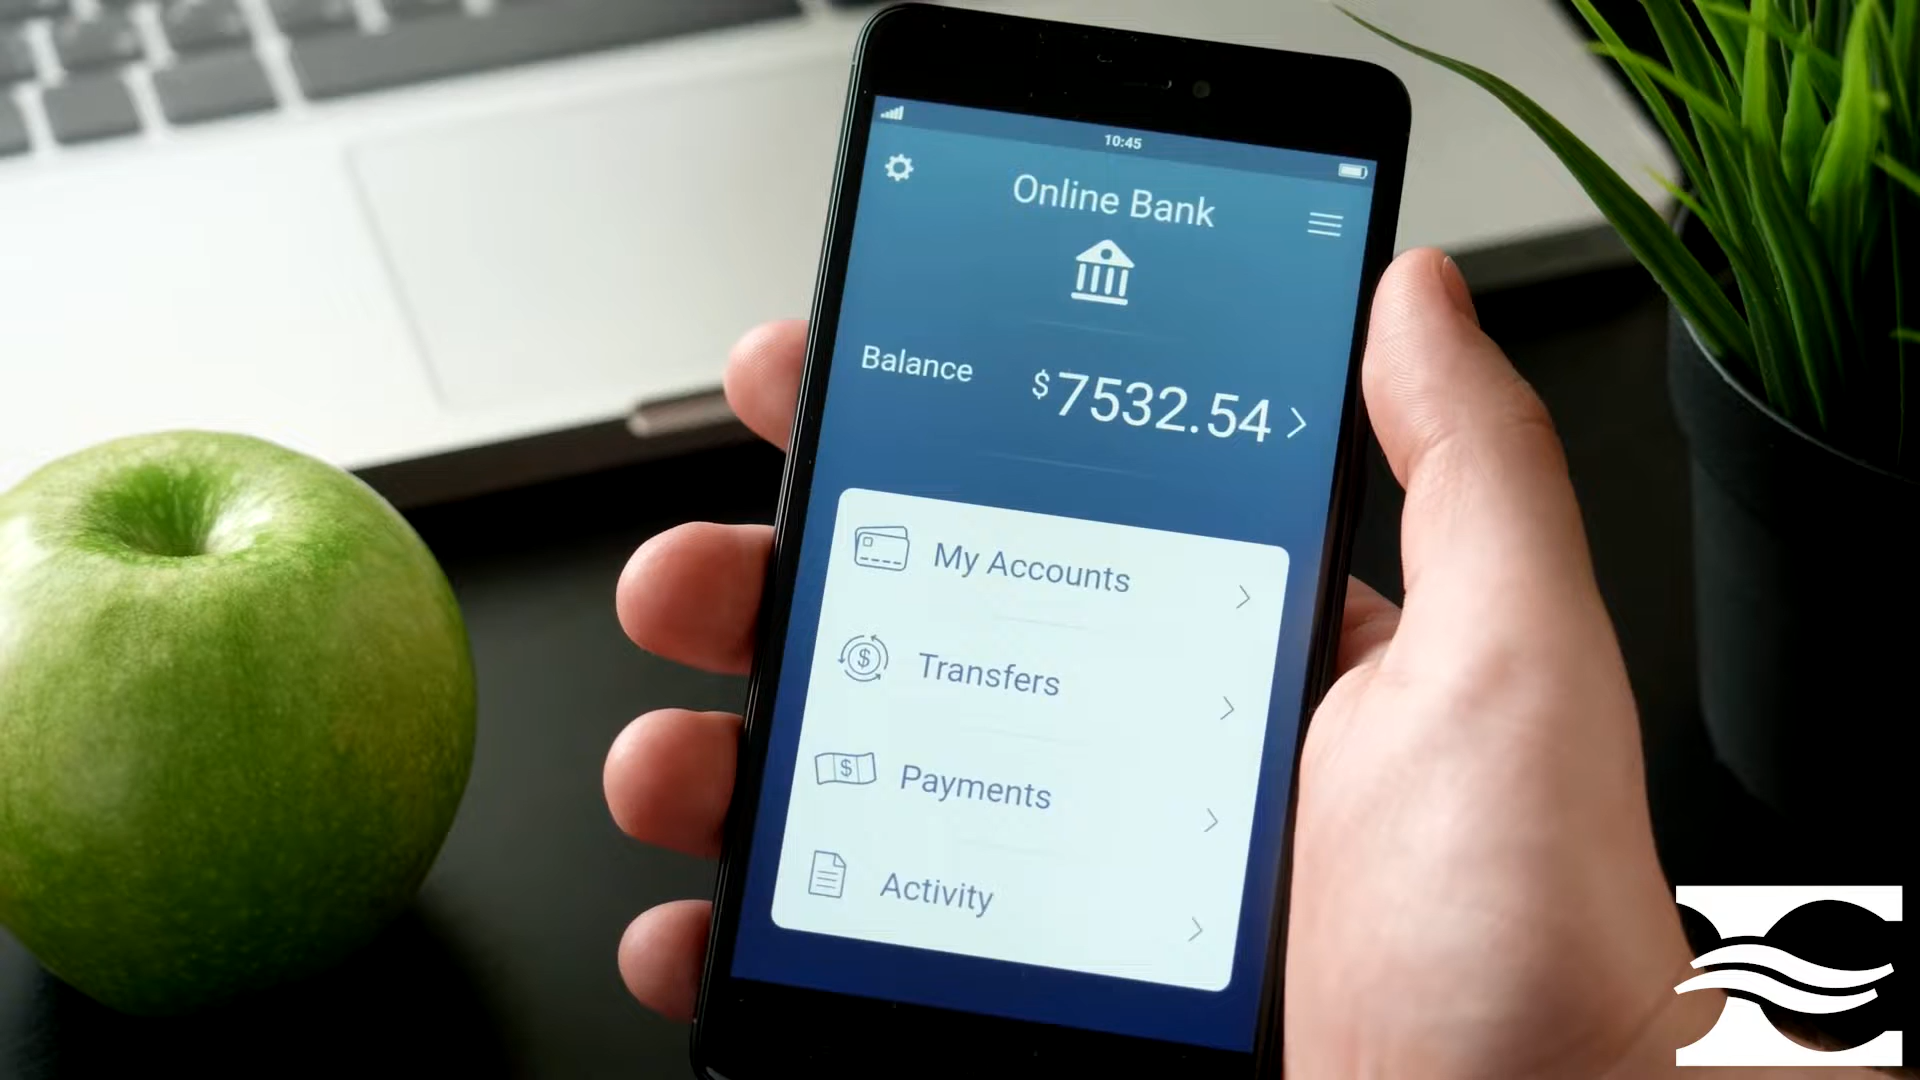 10:45
Online Bank
Balance $7532.54
My Accounts
Transfers
Payments
Activity